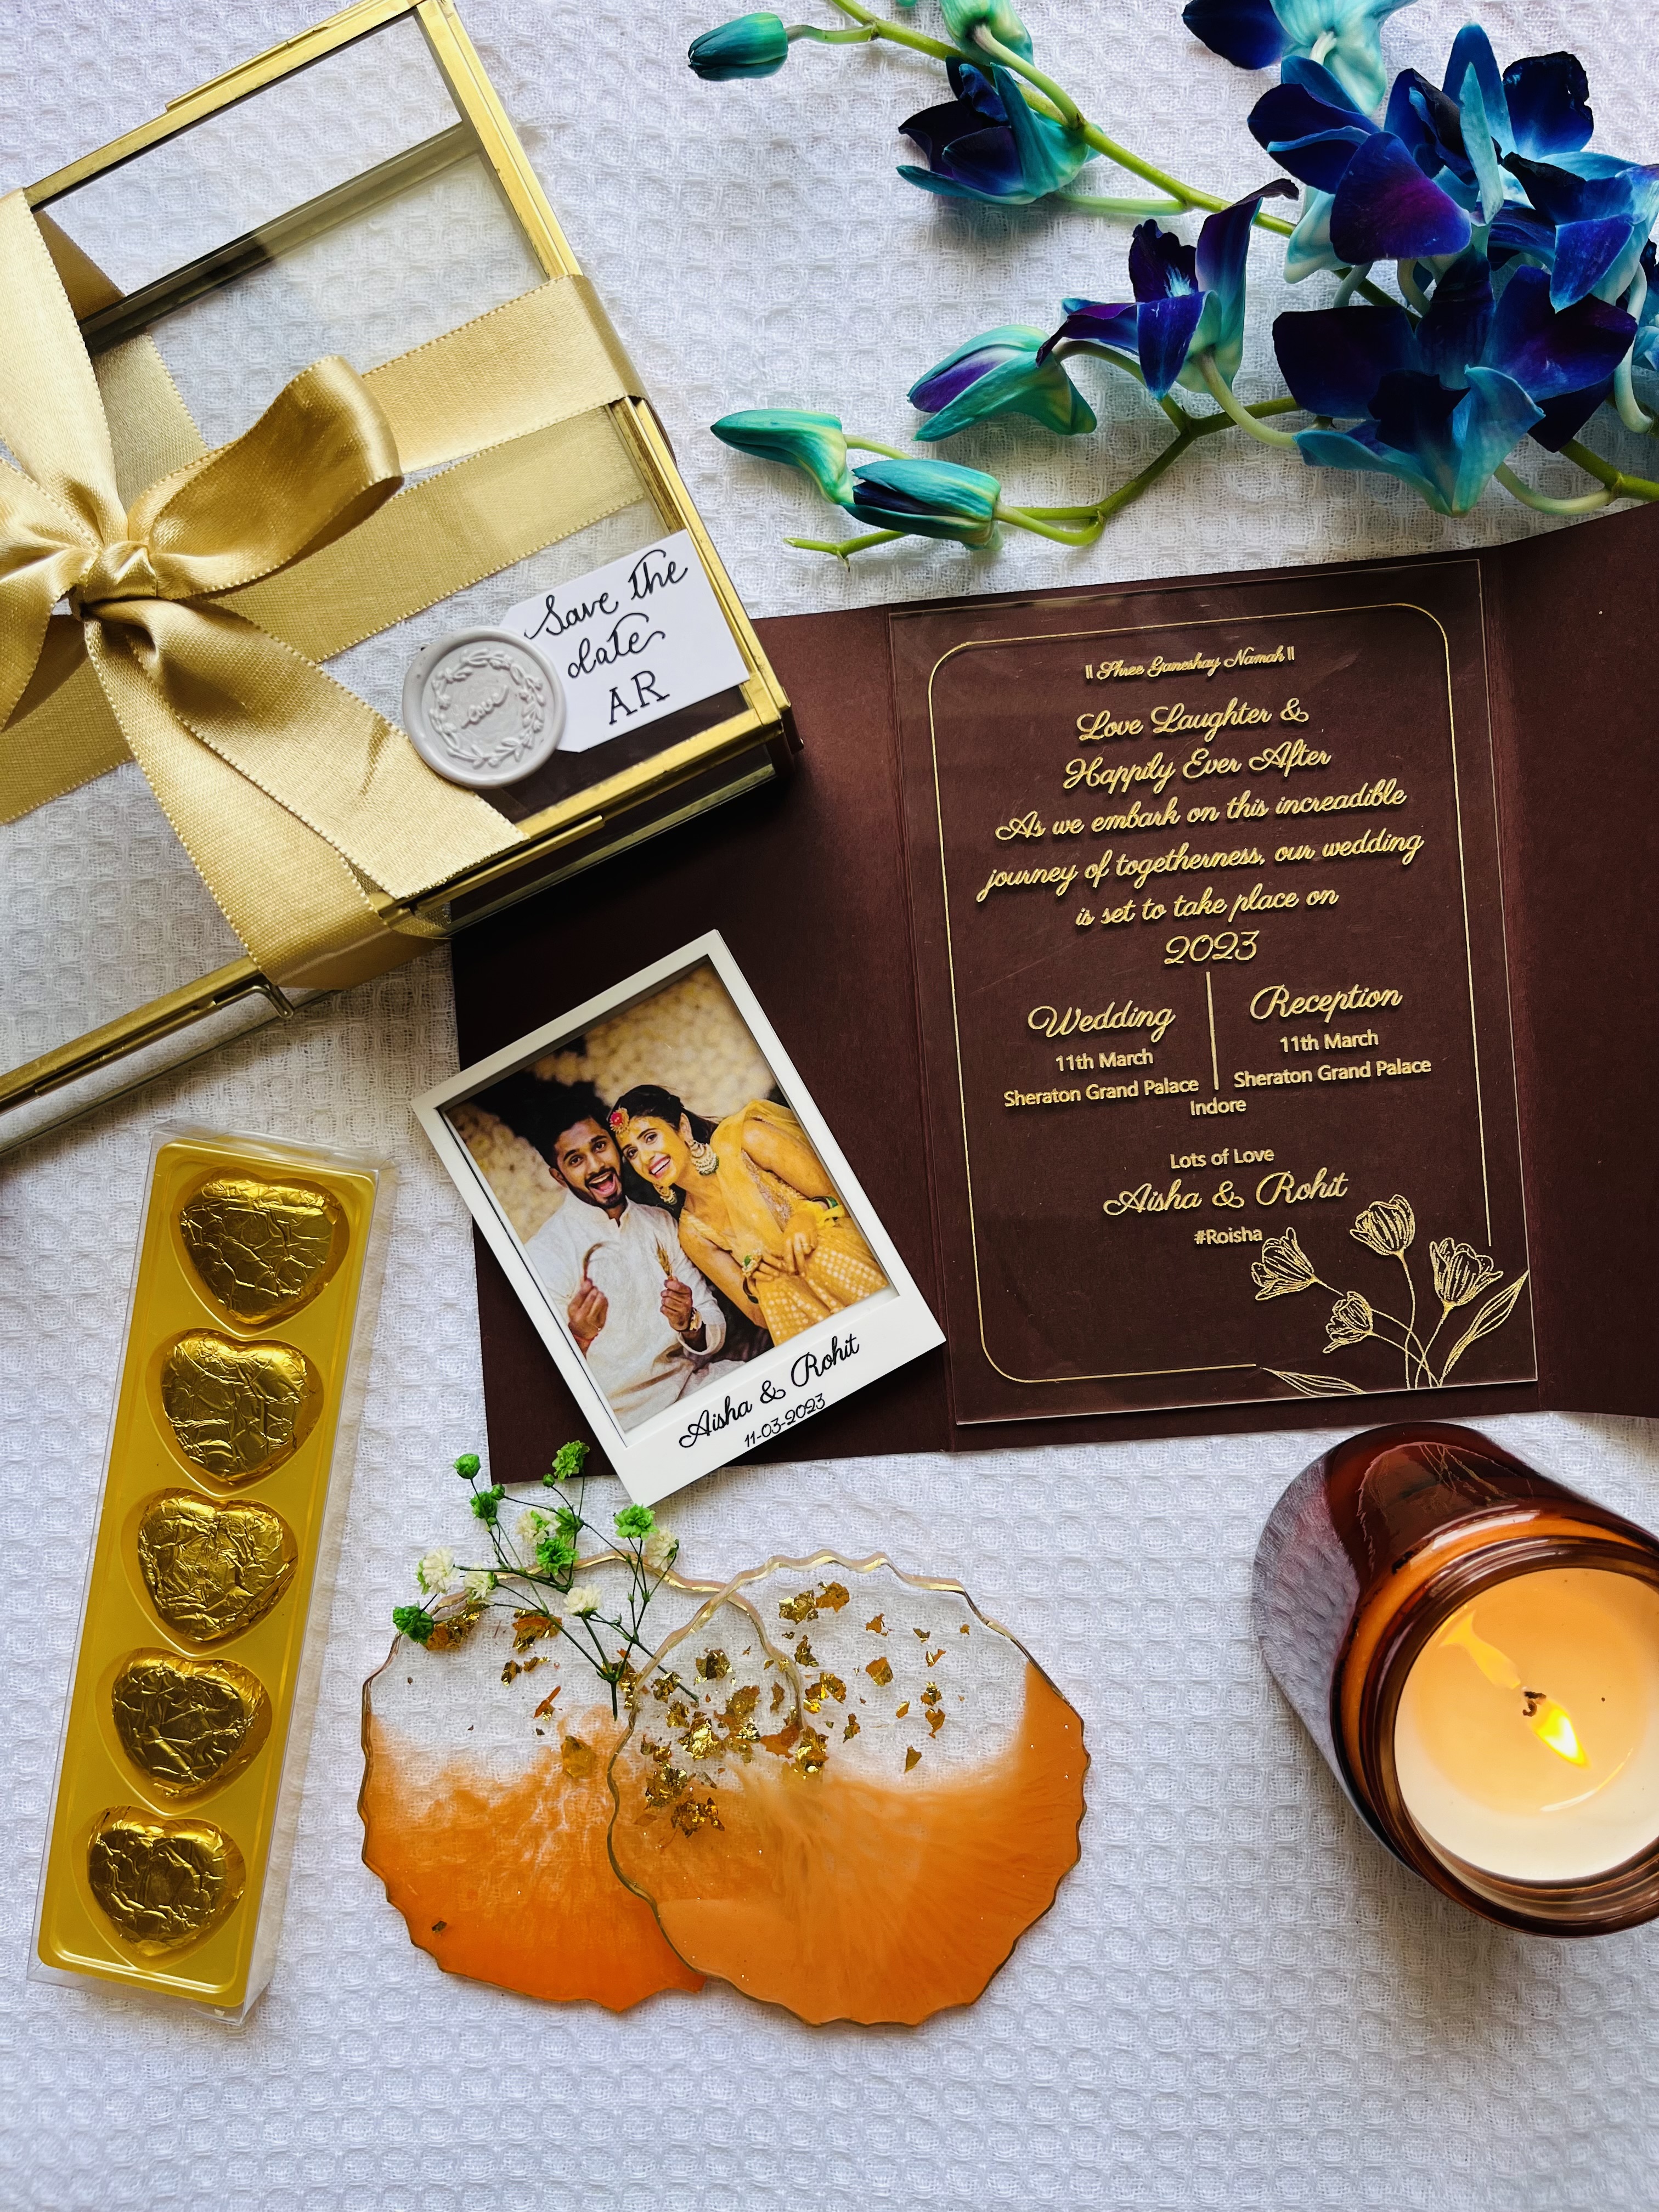 Save the
date
AR
॥ Shree Ganeshay Namah ॥
Love Laughter &
Happily Ever After
As we embark on this increadible
journey of togetherness, our wedding
is set to take place on
2023
Wedding
11th March
Sheraton Grand Palace
Reception
11th March
Sheraton Grand Palace
Indore
Lots of Love
Aisha & Rohit
#Roisha
Aisha & Rohit
11-03-2023